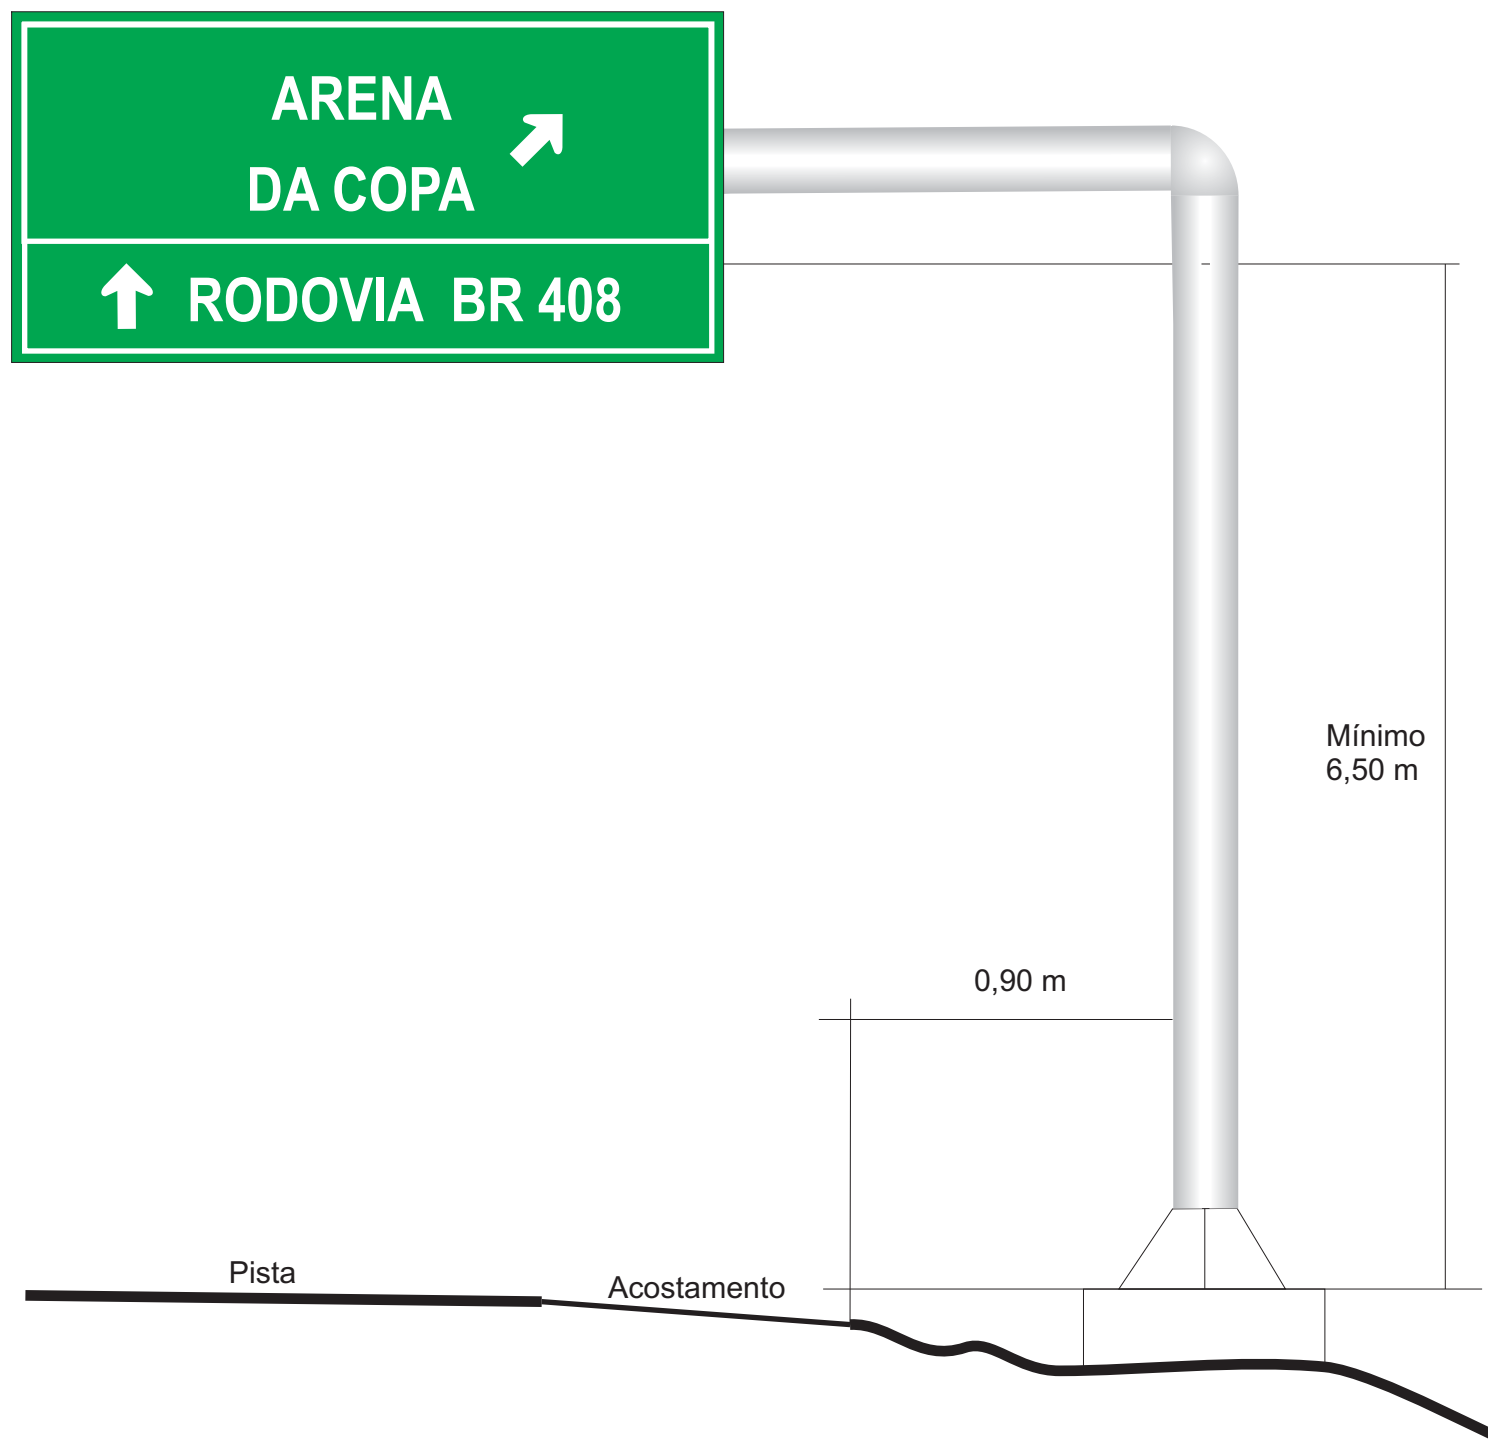 ARENA
DA COPA
RODOVIA BR 408
Mínimo
6,50 m
0,90 m
Pista
Acostamento